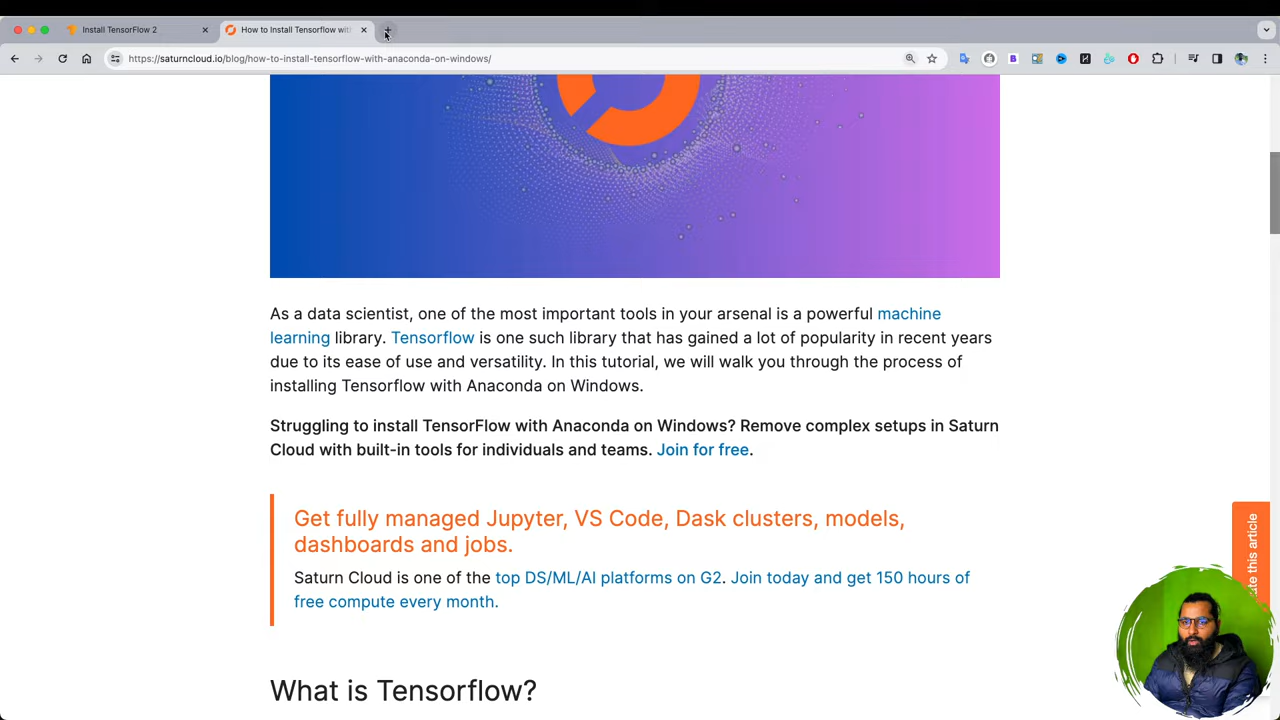 Install TensorFlow 2
How to Install Tensorflow wit
https://saturncloud.io/blog/how-to-install-tensorflow-with-anaconda-on-windows/
As a data scientist, one of the most important tools in your arsenal is a powerful machine
learning library. Tensorflow is one such library that has gained a lot of popularity in recent years
due to its ease of use and versatility. In this tutorial, we will walk you through the process of
installing Tensorflow with Anaconda on Windows.
Struggling to install TensorFlow with Anaconda on Windows? Remove complex setups in Saturn
Cloud with built-in tools for individuals and teams. Join for free.
Get fully managed Jupyter, VS Code, Dask clusters, models,
dashboards and jobs.
Saturn Cloud is one of the top DS/ML/AI platforms on G2. Join today and get 150 hours of
free compute every month.
te this article
What is Tensorflow?